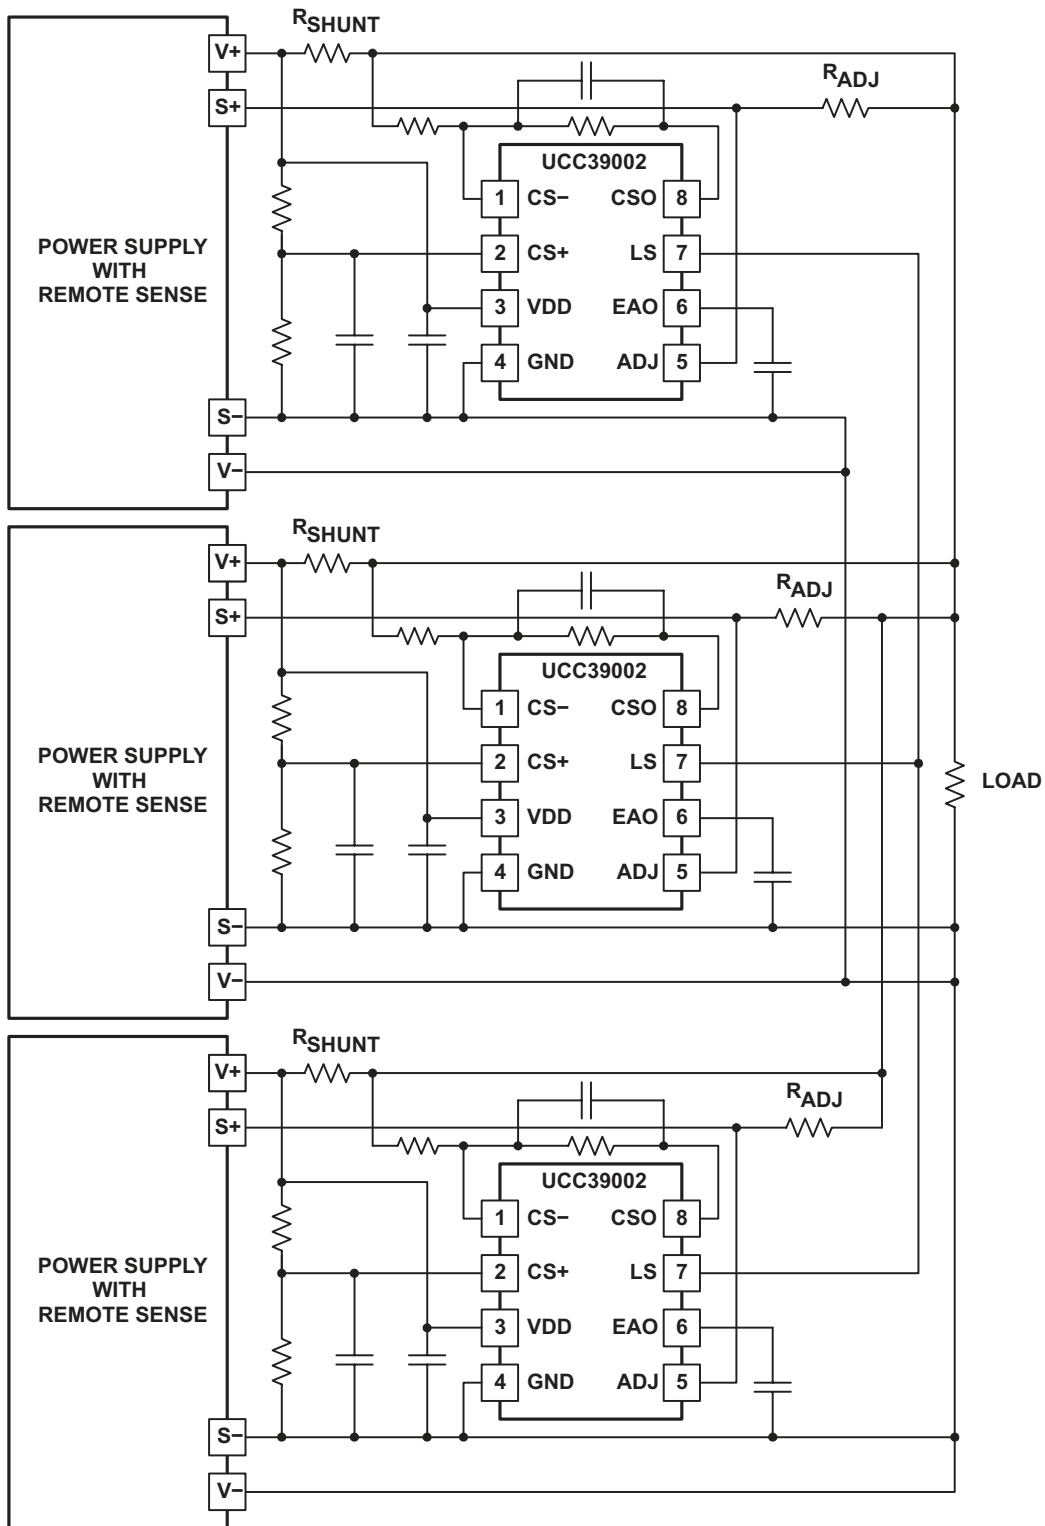 RSHUNT
V+
RADJ
S+
UCC39002
1 CS− CSO 8
POWER SUPPLY
WITH
REMOTE SENSE
2 CS+ LS 7
3 VDD EAO 6
4 GND ADJ 5
S−
V−
RSHUNT
V+
RADJ
S+
UCC39002
1 CS− CSO 8
POWER SUPPLY
WITH
REMOTE SENSE
2 CS+ LS 7
LOAD
3 VDD EAO 6
4 GND ADJ 5
S−
V−
RSHUNT
V+
RADJ
S+
UCC39002
1 CS− CSO 8
POWER SUPPLY
WITH
REMOTE SENSE
2 CS+ LS 7
3 VDD EAO 6
4 GND ADJ 5
S−
V−